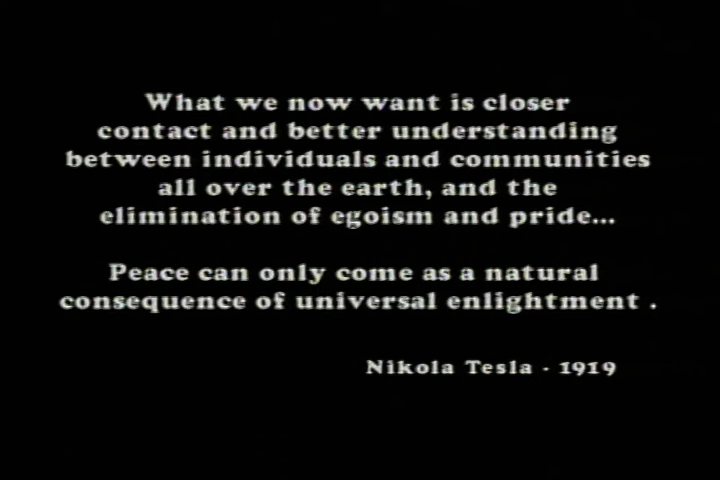 What we now want is closer
contact and better understanding
between individuals and communities
all over the earth, and the
elimination of egoism and pride...
Peace can only come as a natural
consequence of universal enlightment .
Nikola Tesla - 1919